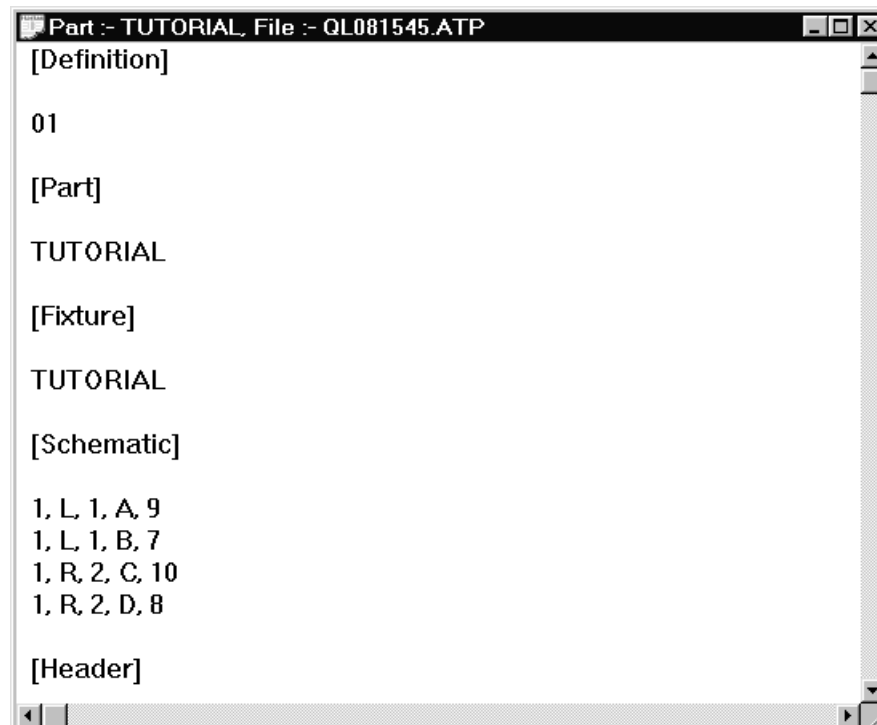 Part :- TUTORIAL, File :- QL081545.ATP
[Definition]
01
[Part]
TUTORIAL
[Fixture]
TUTORIAL
[Schematic]
1, L, 1, A, 9
1, L, 1, B, 7
1, R, 2, C, 10
1, R, 2, D, 8
[Header]